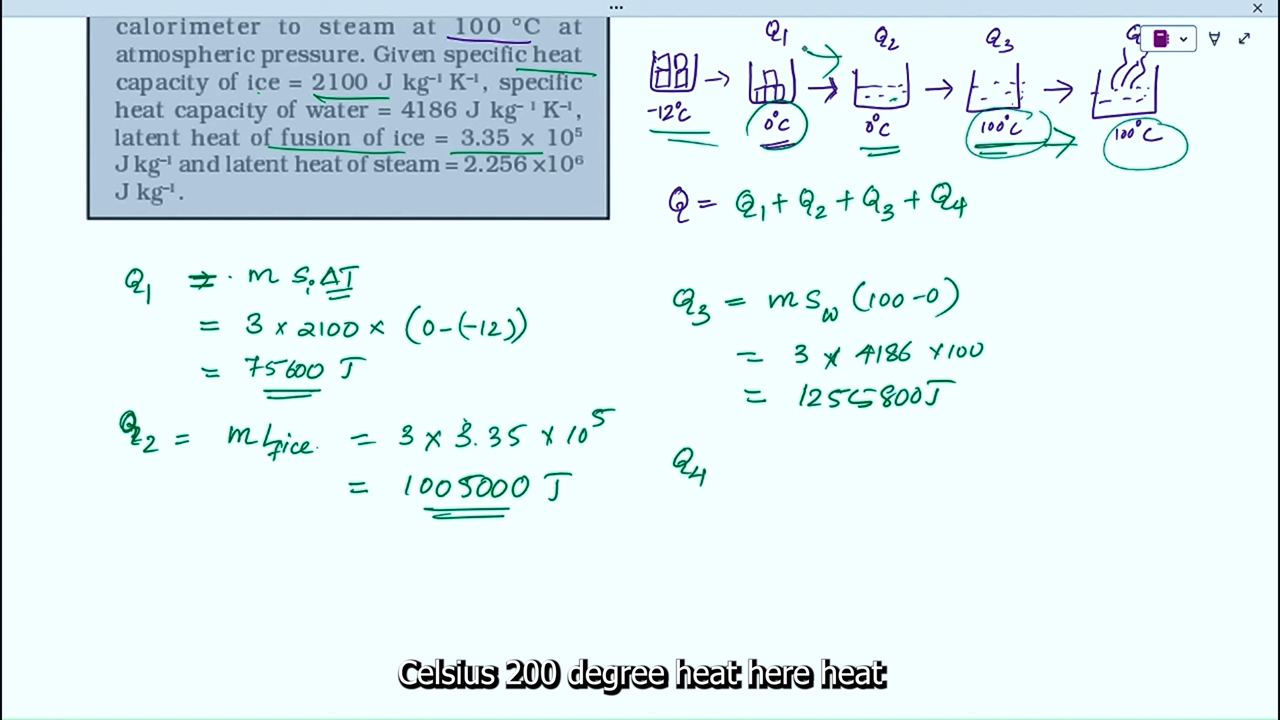 calorimeter to steam at 100 °C at
atmospheric pressure. Given specific heat
capacity of ice = 2100 J kg⁻¹ K⁻¹, specific
heat capacity of water = 4186 J kg⁻¹ K⁻¹,
latent heat of fusion of ice = 3.35 × 10⁵
J kg⁻¹ and latent heat of steam = 2.256 ×10⁶
J kg⁻¹.
Q₁ Q₂ Q₃
-12°C 0°C 0°C 100°C 100°C
Q = Q₁ + Q₂ + Q₃ + Q₄
Q₁ = m Sᵢ ΔT
= 3 × 2100 × (0-(-12))
= 75600 J
Q₂ = m Lf ice = 3 × 3.35 × 10⁵
= 1005000 J
Q₃ = m Sw (100-0)
= 3 × 4186 × 100
= 1255800 J
Q₄
Celsius 200 degree heat here heat